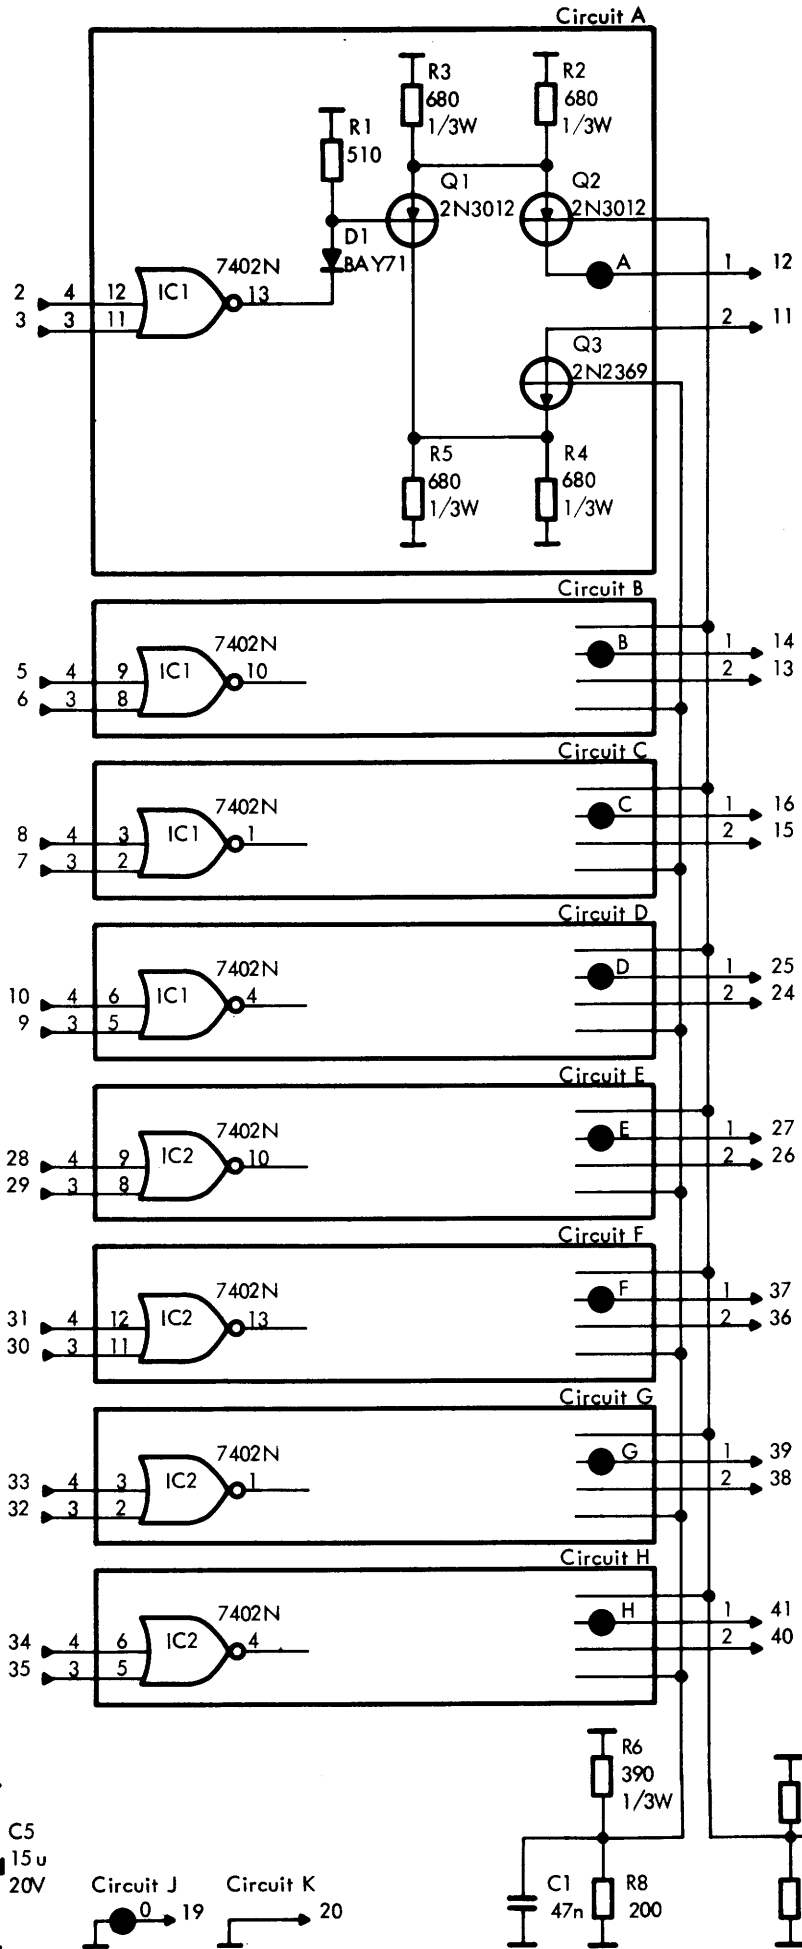 Circuit A
R3
680
1/3W
R2
680
1/3W
R1
510
Q1
2N3012
Q2
2N3012
D1
BAY71
A 1 12
7402N
2 4 12 IC1 13
3 3 11
2 11
Q3
2N2369
R5
680
1/3W
R4
680
1/3W
Circuit B
7402N
5 4 9 IC1 10
6 3 8
B 1 14
2 13
Circuit C
7402N
8 4 3 IC1 1
7 3 2
C 1 16
2 15
Circuit D
7402N
10 4 6 IC1 4
9 3 5
D 1 25
2 24
Circuit E
7402N
28 4 9 IC2 10
29 3 8
E 1 27
2 26
Circuit F
7402N
31 4 12 IC2 13
30 3 11
F 1 37
2 36
Circuit G
7402N
33 4 3 IC2 1
32 3 2
G 1 39
2 38
Circuit H
7402N
34 4 6 IC2 4
35 3 5
H 1 41
2 40
R6
390
1/3W
C5
15u
20V
Circuit J
0 19
Circuit K
20
C1
47n
R8
200